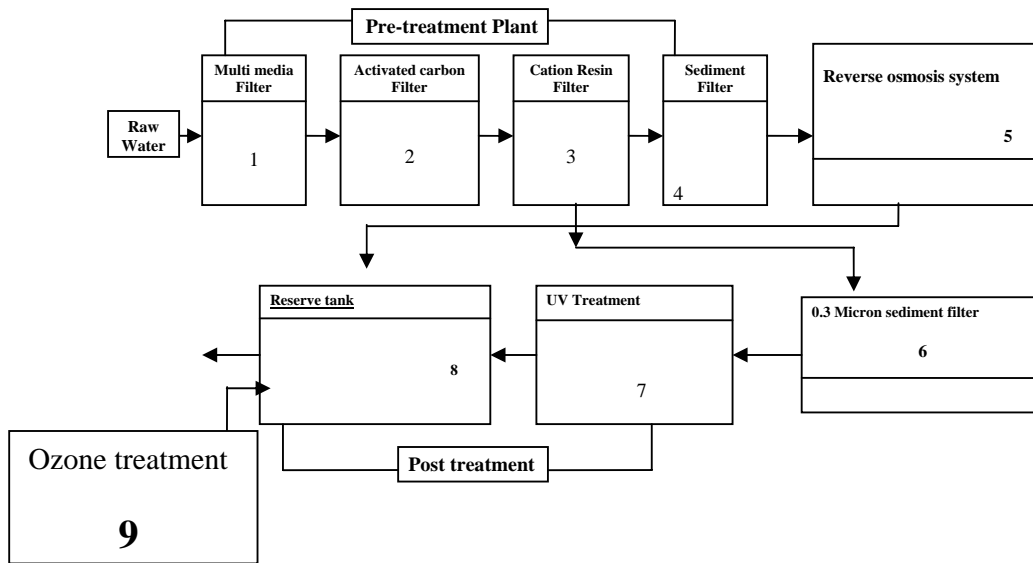 Pre-treatment Plant
Multi media
Filter
1
Activated carbon
Filter
2
Cation Resin
Filter
3
Sediment
Filter
4
Reverse osmosis system
5
Raw
Water
Reserve tank
8
UV Treatment
7
0.3 Micron sediment filter
6
Post treatment
Ozone treatment
9